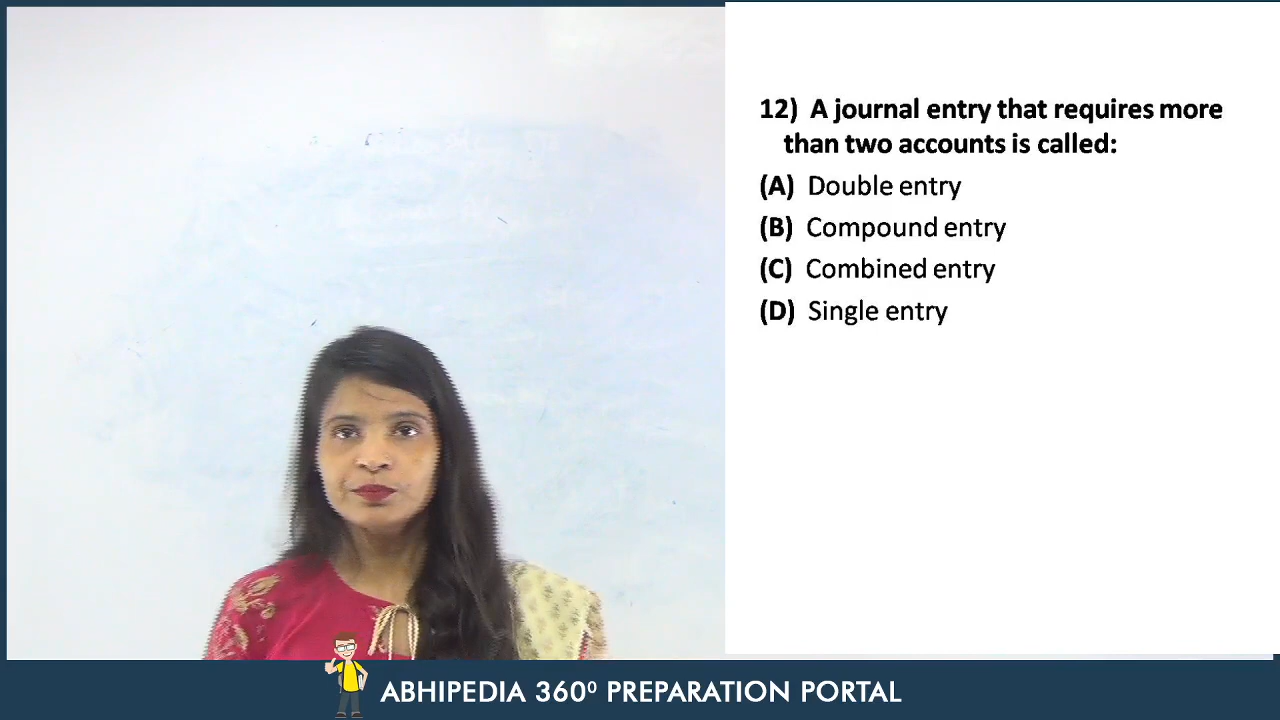 12) A journal entry that requires more
than two accounts is called:
(A) Double entry
(B) Compound entry
(C) Combined entry
(D) Single entry
ABHIPEDIA 360⁰ PREPARATION PORTAL